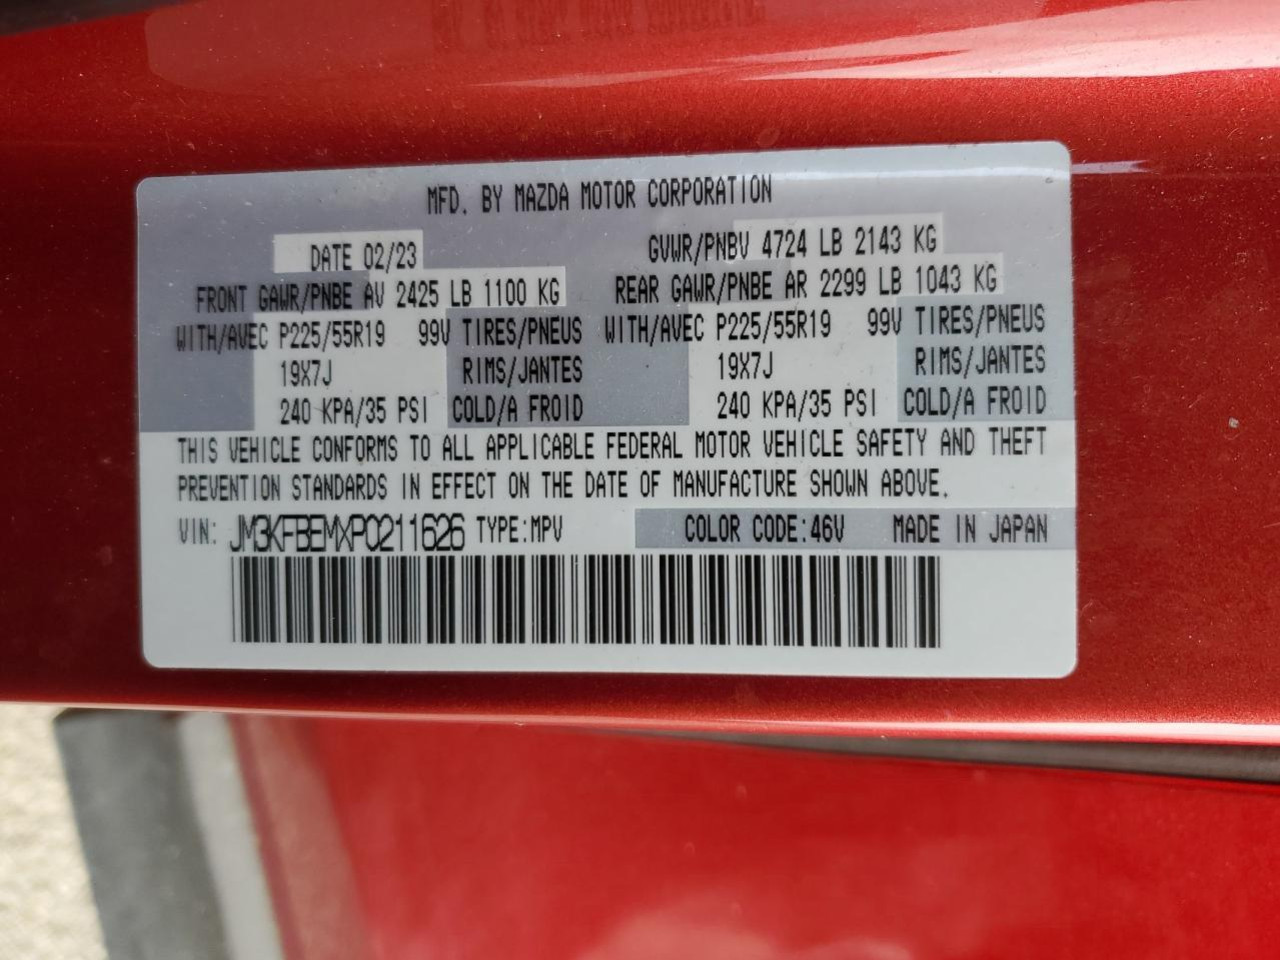 MFD. BY MAZDA MOTOR CORPORATION
DATE 02/23 GVWR/PNBV 4724 LB 2143 KG
FRONT GAWR/PNBE AV 2425 LB 1100 KG REAR GAWR/PNBE AR 2299 LB 1043 KG
WITH/AVEC P225/55R19 99V TIRES/PNEUS WITH/AVEC P225/55R19 99V TIRES/PNEUS
19X7J RIMS/JANTES 19X7J RIMS/JANTES
240 KPA/35 PSI COLD/A FROID 240 KPA/35 PSI COLD/A FROID
THIS VEHICLE CONFORMS TO ALL APPLICABLE FEDERAL MOTOR VEHICLE SAFETY AND THEFT
PREVENTION STANDARDS IN EFFECT ON THE DATE OF MANUFACTURE SHOWN ABOVE.
VIN: JM3KFBEMXP0211626 TYPE:MPV COLOR CODE:46V MADE IN JAPAN